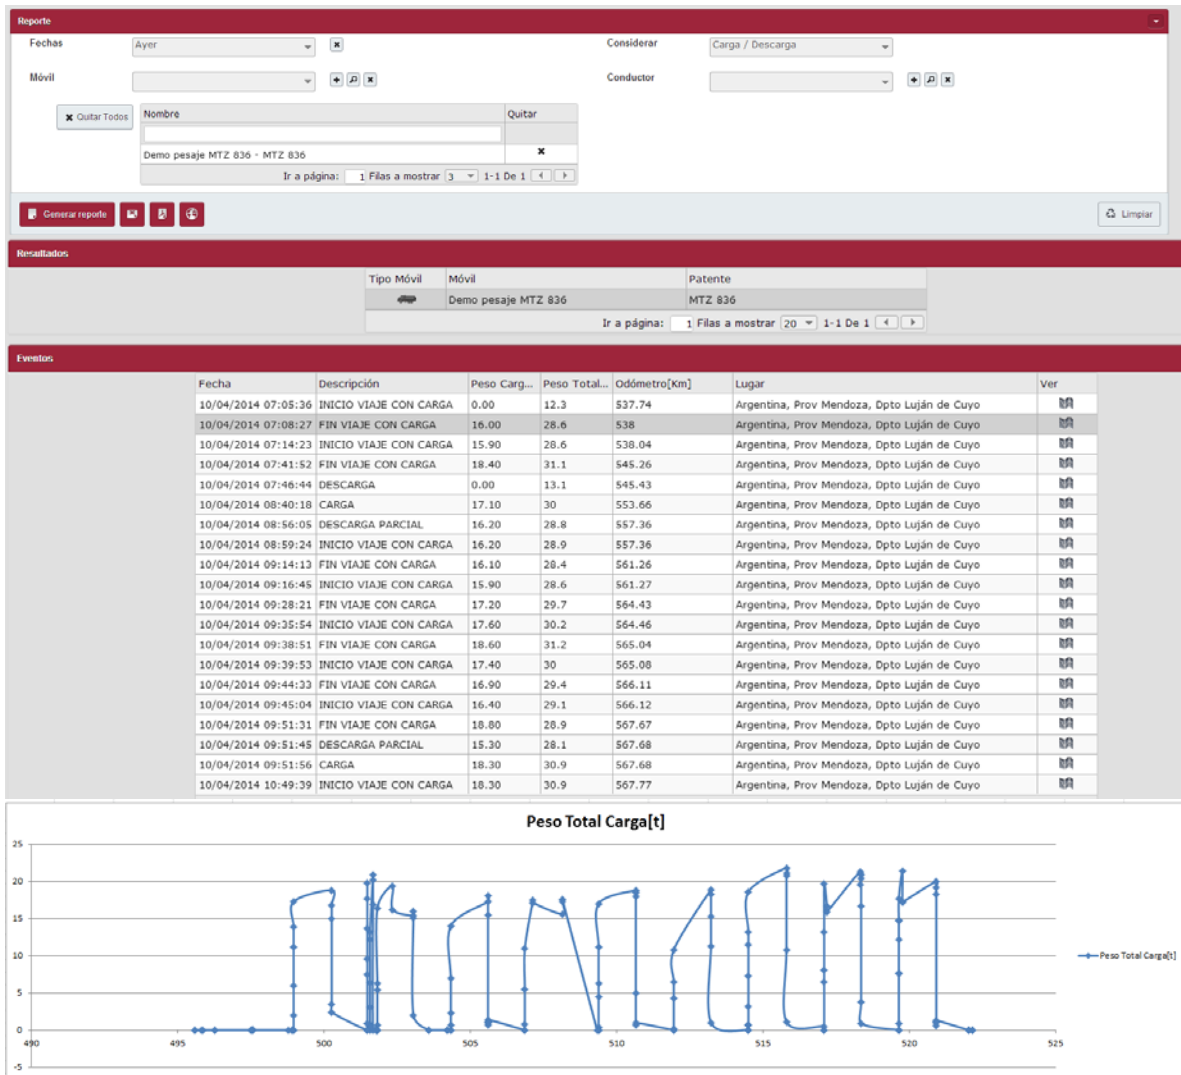 Reporte
Fechas Ayer Considerar Carga / Descarga
Móvil Conductor
Quitar Todos Nombre Quitar
Demo pesaje MTZ 836 - MTZ 836
Ir a página: 1 Filas a mostrar 3 1-1 De 1
Generar reporte Limpiar
Resultados
Tipo Móvil Móvil Patente
Demo pesaje MTZ 836 MTZ 836
Ir a página: 1 Filas a mostrar 20 1-1 De 1
Eventos
Fecha Descripción Peso Carg... Peso Total... Odómetro[Km] Lugar Ver
10/04/2014 07:05:36 INICIO VIAJE CON CARGA 0.00 12.3 537.74 Argentina, Prov Mendoza, Dpto Luján de Cuyo
10/04/2014 07:08:27 FIN VIAJE CON CARGA 16.00 28.6 538 Argentina, Prov Mendoza, Dpto Luján de Cuyo
10/04/2014 07:14:23 INICIO VIAJE CON CARGA 15.90 28.6 538.04 Argentina, Prov Mendoza, Dpto Luján de Cuyo
10/04/2014 07:41:52 FIN VIAJE CON CARGA 18.40 31.1 545.26 Argentina, Prov Mendoza, Dpto Luján de Cuyo
10/04/2014 07:46:44 DESCARGA 0.00 13.1 545.43 Argentina, Prov Mendoza, Dpto Luján de Cuyo
10/04/2014 08:40:18 CARGA 17.10 30 553.66 Argentina, Prov Mendoza, Dpto Luján de Cuyo
10/04/2014 08:56:05 DESCARGA PARCIAL 16.20 28.8 557.36 Argentina, Prov Mendoza, Dpto Luján de Cuyo
10/04/2014 08:59:24 INICIO VIAJE CON CARGA 16.20 28.9 557.36 Argentina, Prov Mendoza, Dpto Luján de Cuyo
10/04/2014 09:14:13 FIN VIAJE CON CARGA 16.10 28.4 561.26 Argentina, Prov Mendoza, Dpto Luján de Cuyo
10/04/2014 09:16:45 INICIO VIAJE CON CARGA 15.90 28.6 561.27 Argentina, Prov Mendoza, Dpto Luján de Cuyo
10/04/2014 09:28:21 FIN VIAJE CON CARGA 17.20 29.7 564.43 Argentina, Prov Mendoza, Dpto Luján de Cuyo
10/04/2014 09:35:54 INICIO VIAJE CON CARGA 17.60 30.2 564.46 Argentina, Prov Mendoza, Dpto Luján de Cuyo
10/04/2014 09:38:51 FIN VIAJE CON CARGA 18.60 31.2 565.04 Argentina, Prov Mendoza, Dpto Luján de Cuyo
10/04/2014 09:39:53 INICIO VIAJE CON CARGA 17.40 30 565.08 Argentina, Prov Mendoza, Dpto Luján de Cuyo
10/04/2014 09:44:33 FIN VIAJE CON CARGA 16.90 29.4 566.11 Argentina, Prov Mendoza, Dpto Luján de Cuyo
10/04/2014 09:45:04 INICIO VIAJE CON CARGA 16.40 29.1 566.12 Argentina, Prov Mendoza, Dpto Luján de Cuyo
10/04/2014 09:51:31 FIN VIAJE CON CARGA 18.80 28.9 567.67 Argentina, Prov Mendoza, Dpto Luján de Cuyo
10/04/2014 09:51:45 DESCARGA PARCIAL 15.30 28.1 567.68 Argentina, Prov Mendoza, Dpto Luján de Cuyo
10/04/2014 09:51:56 CARGA 18.30 30.9 567.68 Argentina, Prov Mendoza, Dpto Luján de Cuyo
10/04/2014 10:49:39 INICIO VIAJE CON CARGA 18.30 30.9 567.77 Argentina, Prov Mendoza, Dpto Luján de Cuyo
Peso Total Carga[t]
25
20
15
10
5
0
-5
490 495 500 505 510 515 520 525
Peso Total Carga[t]